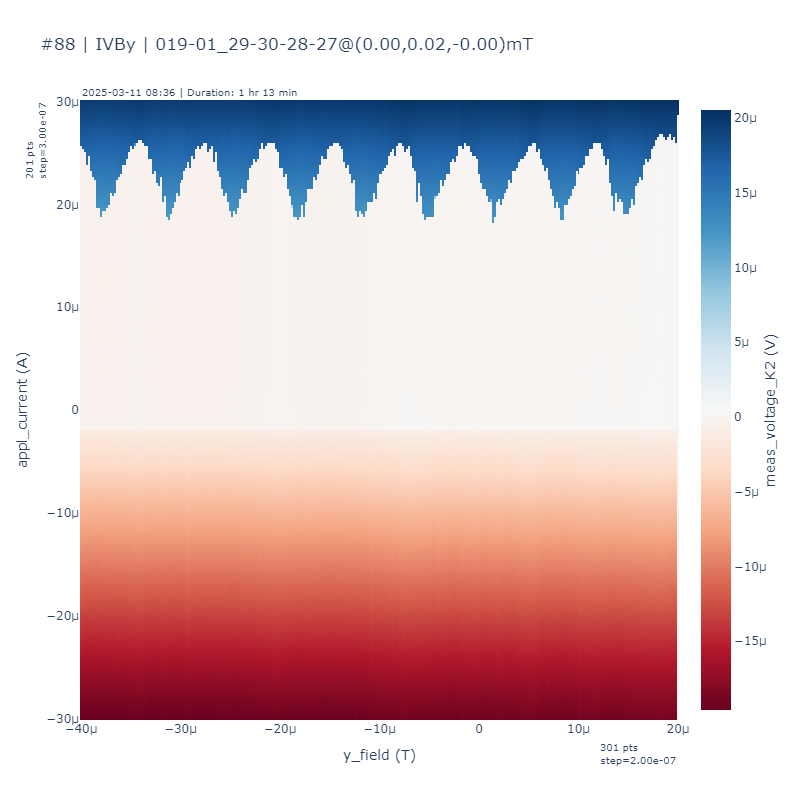 #88 | IVBy | 019-01_29-30-28-27@(0.00,0.02,-0.00)mT
2025-03-11 08:36 | Duration: 1 hr 13 min
201 pts
step=3.00e-07
appl_current (A)
30μ
20μ
10μ
0
−10μ
−20μ
−30μ
−40μ
−30μ
−20μ
−10μ
0
10μ
20μ
y_field (T)
301 pts
step=2.00e-07
20μ
15μ
10μ
5μ
0
−5μ
−10μ
−15μ
meas_voltage_K2 (V)